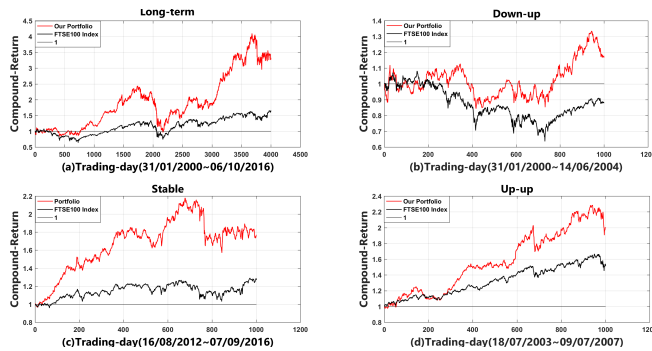 Long-term
Compound-Return
4.5
4
3.5
3
2.5
2
1.5
1
0.5
Our Portfolio
FTSE100 Index
1
0 500 1000 1500 2000 2500 3000 3500 4000 4500
(a)Trading-day(31/01/2000~06/10/2016)
Down-up
Compound-Return
1.4
1.3
1.2
1.1
1
0.9
0.8
0.7
0.6
Our Portfolio
FTSE100 Index
1
0 200 400 600 800 1000 1200
(b)Trading-day(31/01/2000~14/06/2004)
Stable
Compound-Return
2.2
2
1.8
1.6
1.4
1.2
1
0.8
Portfolio
FTSE100 Index
1
0 200 400 600 800 1000 1200
(c)Trading-day(16/08/2012~07/09/2016)
Up-up
Compound-Return
2.4
2.2
2
1.8
1.6
1.4
1.2
1
0.8
Our Portfolio
FTSE100 Index
1
0 200 400 600 800 1000 1200
(d)Trading-day(18/07/2003~09/07/2007)